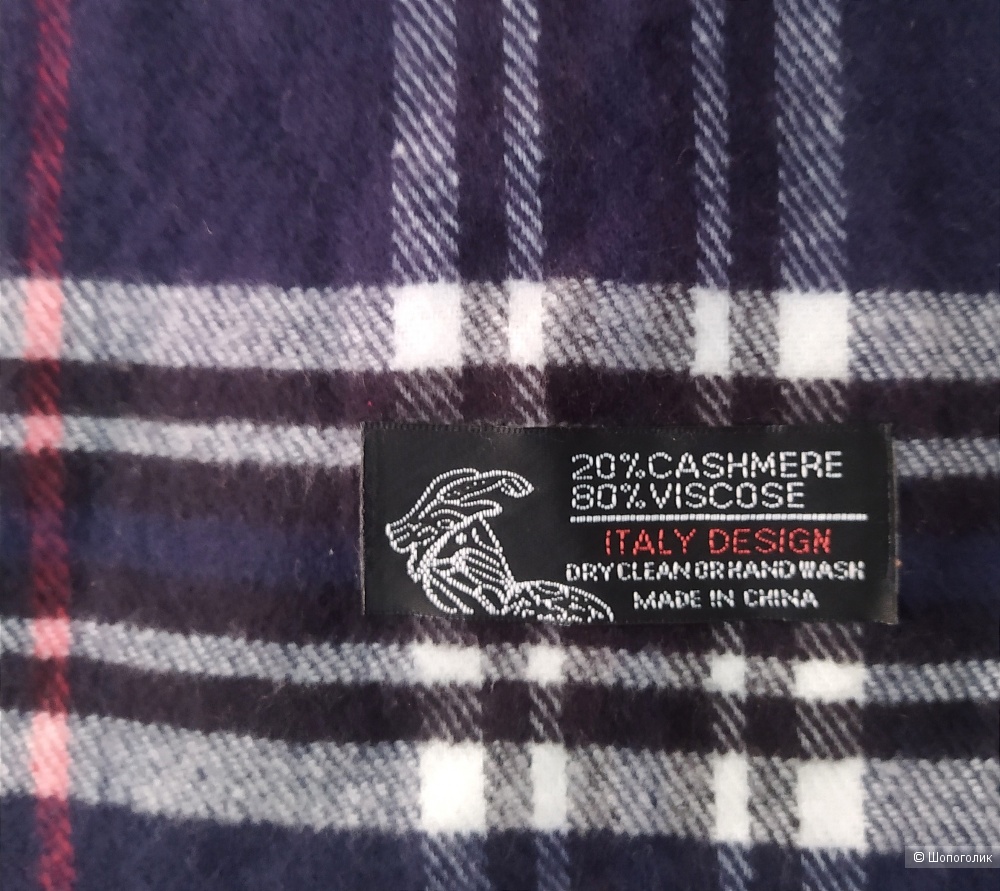 20%CASHMERE
80%VISCOSE
ITALY DESIGN
DRY CLEAN OR HAND WASH
MADE IN CHINA
© Шопоголик